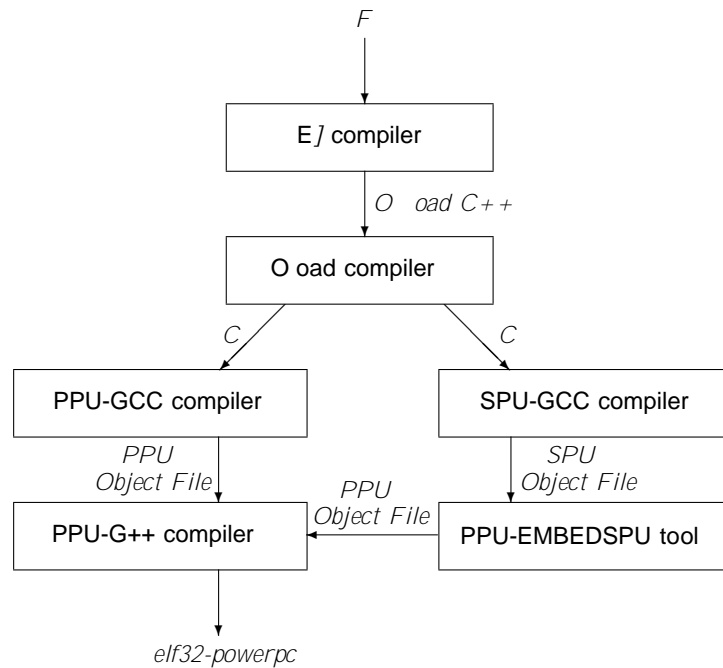 F
E] compiler
O oad C++
O oad compiler
C
C
PPU-GCC compiler
SPU-GCC compiler
PPU
Object File
SPU
Object File
PPU
Object File
PPU-G++ compiler
PPU-EMBEDSPU tool
elf32-powerpc